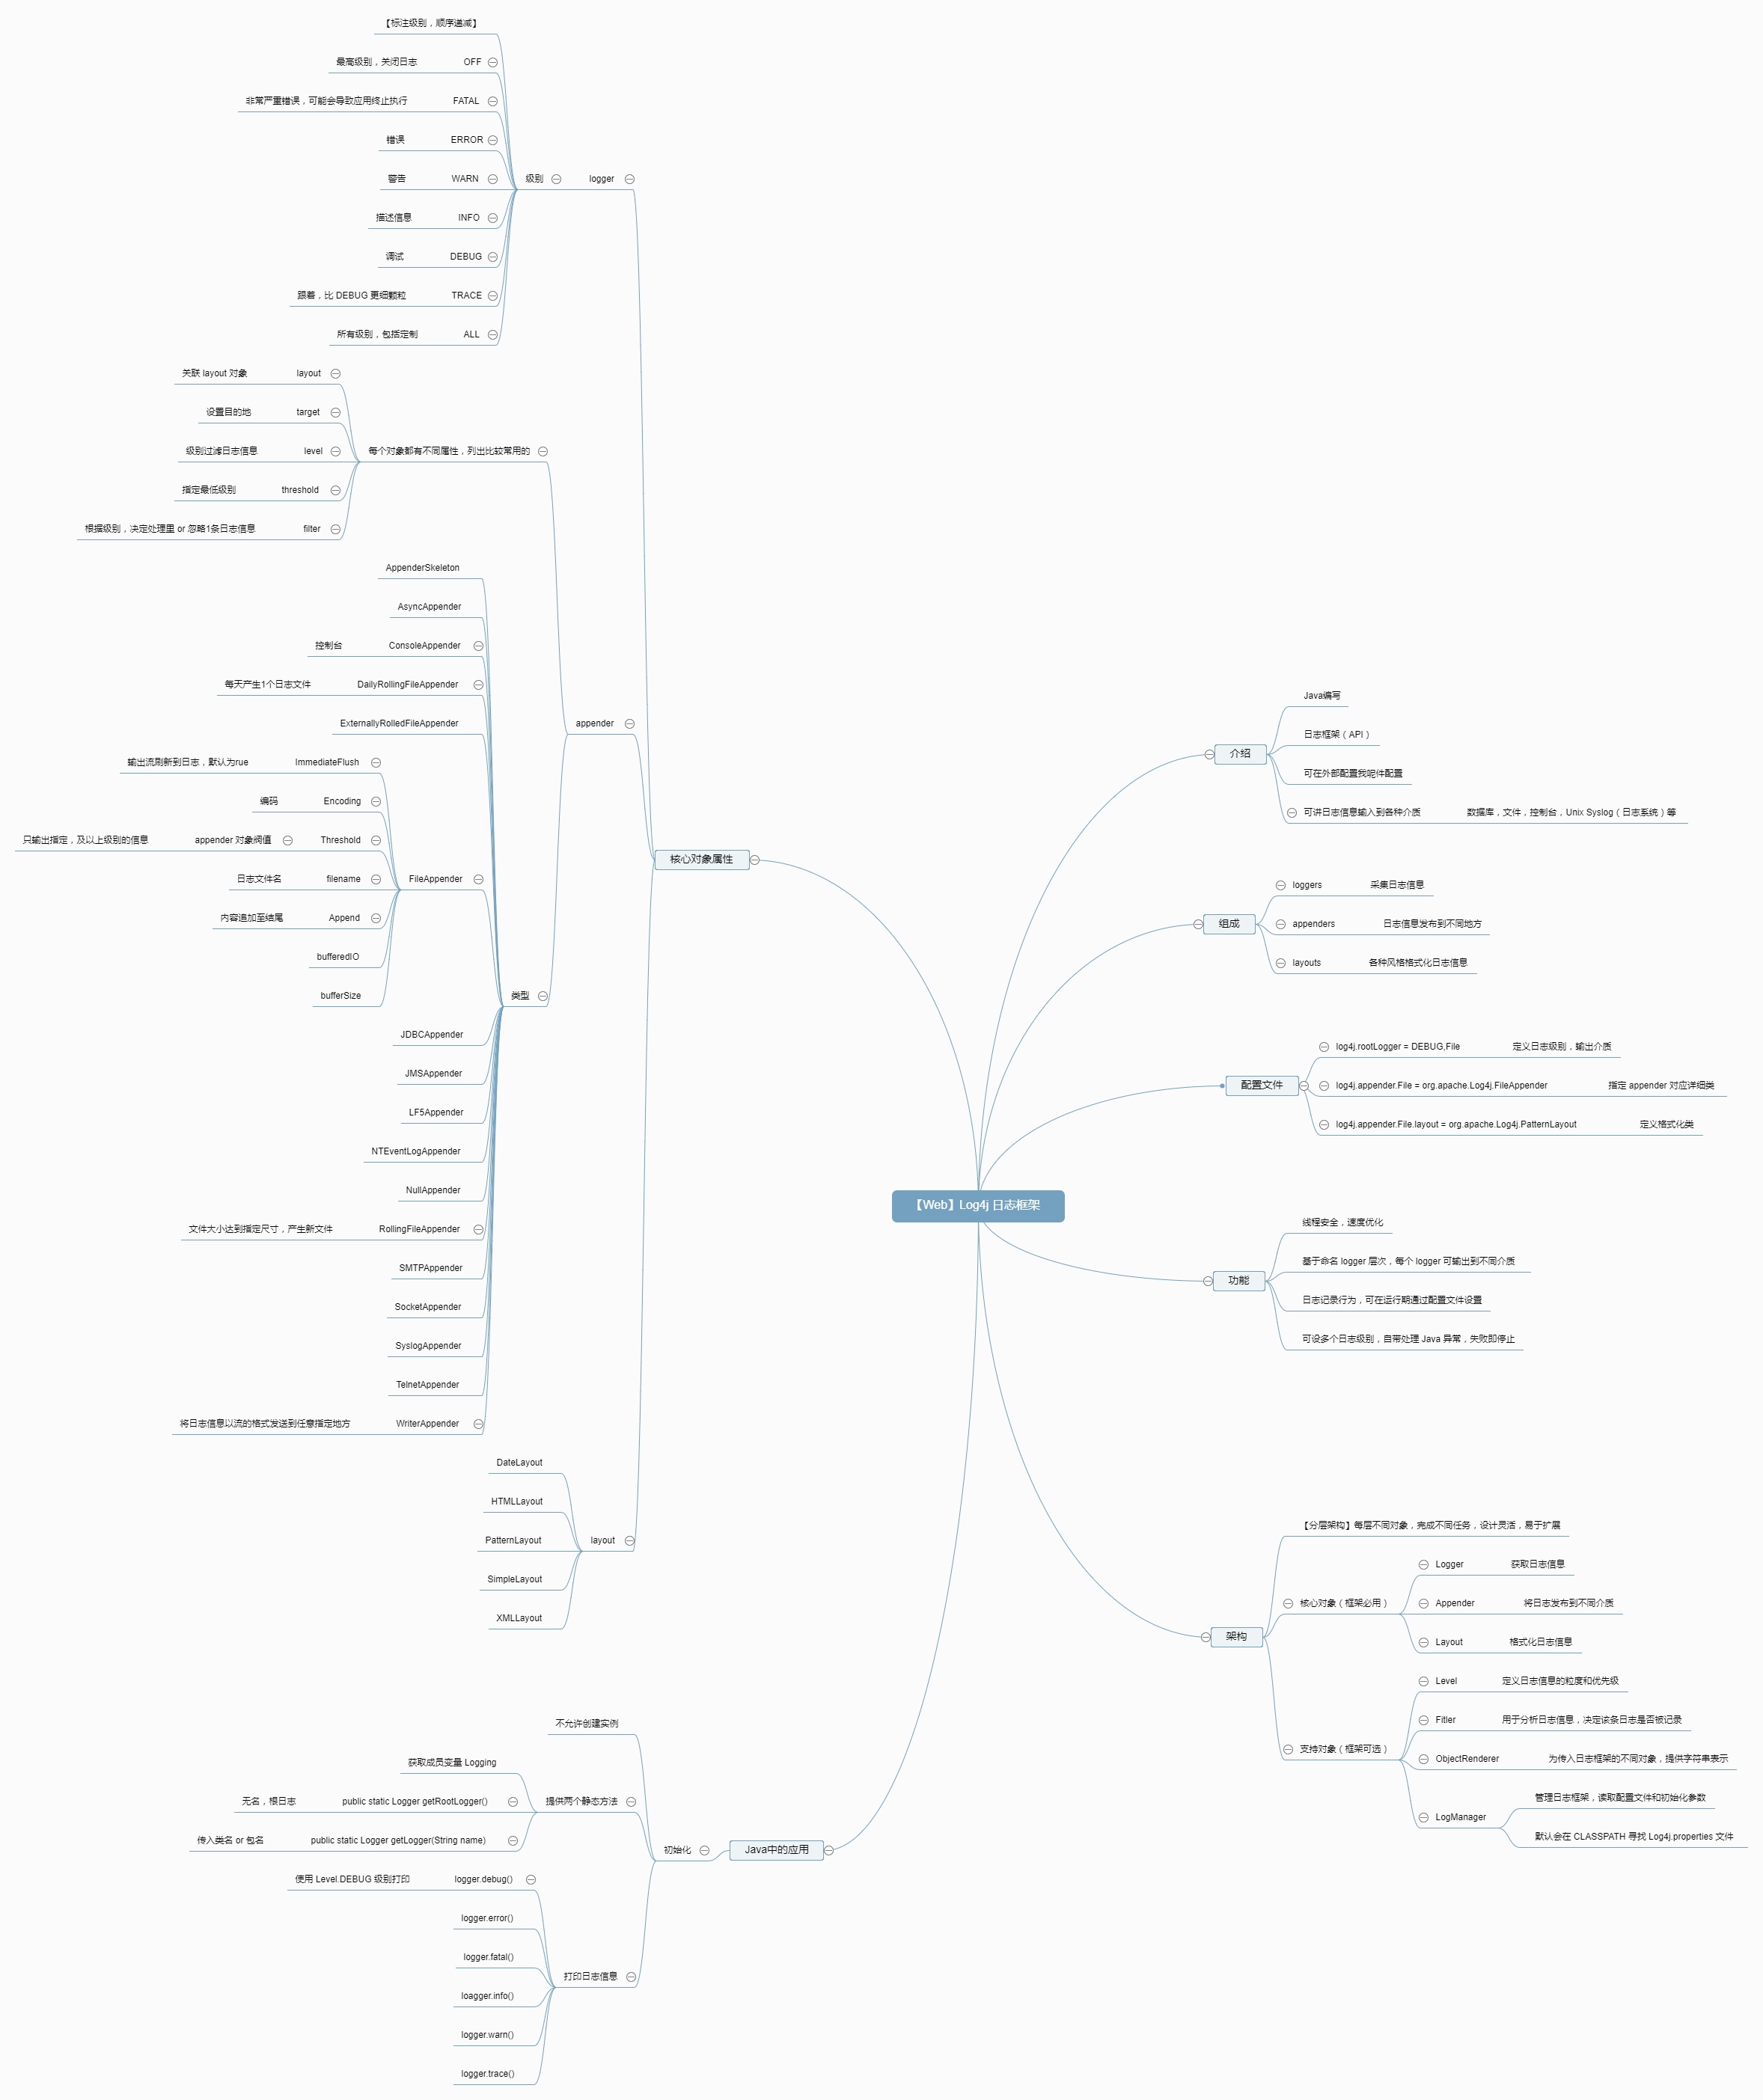 【Web】Log4j 日志框架
介绍
Java编写
日志框架（API）
可在外部配置我呢件配置
可讲日志信息输入到各种介质
数据库，文件，控制台，Unix Syslog（日志系统）等
组成
loggers
采集日志信息
appenders
日志信息发布到不同地方
layouts
各种风格格式化日志信息
配置文件
log4j.rootLogger = DEBUG,File
定义日志级别，输出介质
log4j.appender.File = org.apache.Log4j.FileAppender
指定 appender 对应详细类
log4j.appender.File.layout = org.apache.Log4j.PatternLayout
定义格式化类
功能
线程安全，速度优化
基于命名 logger 层次，每个 logger 可输出到不同介质
日志记录行为，可在运行期通过配置文件设置
可设多个日志级别，自带处理 Java 异常，失败即停止
架构
【分层架构】每层不同对象，完成不同任务，设计灵活，易于扩展
核心对象（框架必用）
Logger
获取日志信息
Appender
将日志发布到不同介质
Layout
格式化日志信息
支持对象（框架可选）
Level
定义日志信息的粒度和优先级
Fitler
用于分析日志信息，决定该条日志是否被记录
ObjectRenderer
为传入日志框架的不同对象，提供字符串表示
LogManager
管理日志框架，读取配置文件和初始化参数
默认会在 CLASSPATH 寻找 Log4j.properties 文件
核心对象属性
logger
级别
【标注级别，顺序递减】
OFF
最高级别，关闭日志
FATAL
非常严重错误，可能会导致应用终止执行
ERROR
错误
WARN
警告
INFO
描述信息
DEBUG
调试
TRACE
跟着，比 DEBUG 更细颗粒
ALL
所有级别，包括定制
appender
每个对象都有不同属性，列出比较常用的
layout
关联 layout 对象
target
设置目的地
level
级别过滤日志信息
threshold
指定最低级别
filter
根据级别，决定处理里 or 忽略1条日志信息
类型
AppenderSkeleton
AsyncAppender
ConsoleAppender
控制台
DailyRollingFileAppender
每天产生1个日志文件
ExternallyRolledFileAppender
FileAppender
ImmediateFlush
输出流刷新到日志，默认为rue
Encoding
编码
Threshold
appender 对象阀值
只输出指定，及以上级别的信息
filename
日志文件名
Append
内容追加至结尾
bufferedIO
bufferSize
JDBCAppender
JMSAppender
LF5Appender
NTEventLogAppender
NullAppender
RollingFileAppender
文件大小达到指定尺寸，产生新文件
SMTPAppender
SocketAppender
SyslogAppender
TelnetAppender
WriterAppender
将日志信息以流的格式发送到任意指定地方
layout
DateLayout
HTMLLayout
PatternLayout
SimpleLayout
XMLLayout
Java中的应用
初始化
不允许创建实例
提供两个静态方法
获取成员变量 Logging
public static Logger getRootLogger()
无名，根日志
public static Logger getLogger(String name)
传入类名 or 包名
打印日志信息
logger.debug()
使用 Level.DEBUG 级别打印
logger.error()
logger.fatal()
loagger.info()
logger.warn()
logger.trace()